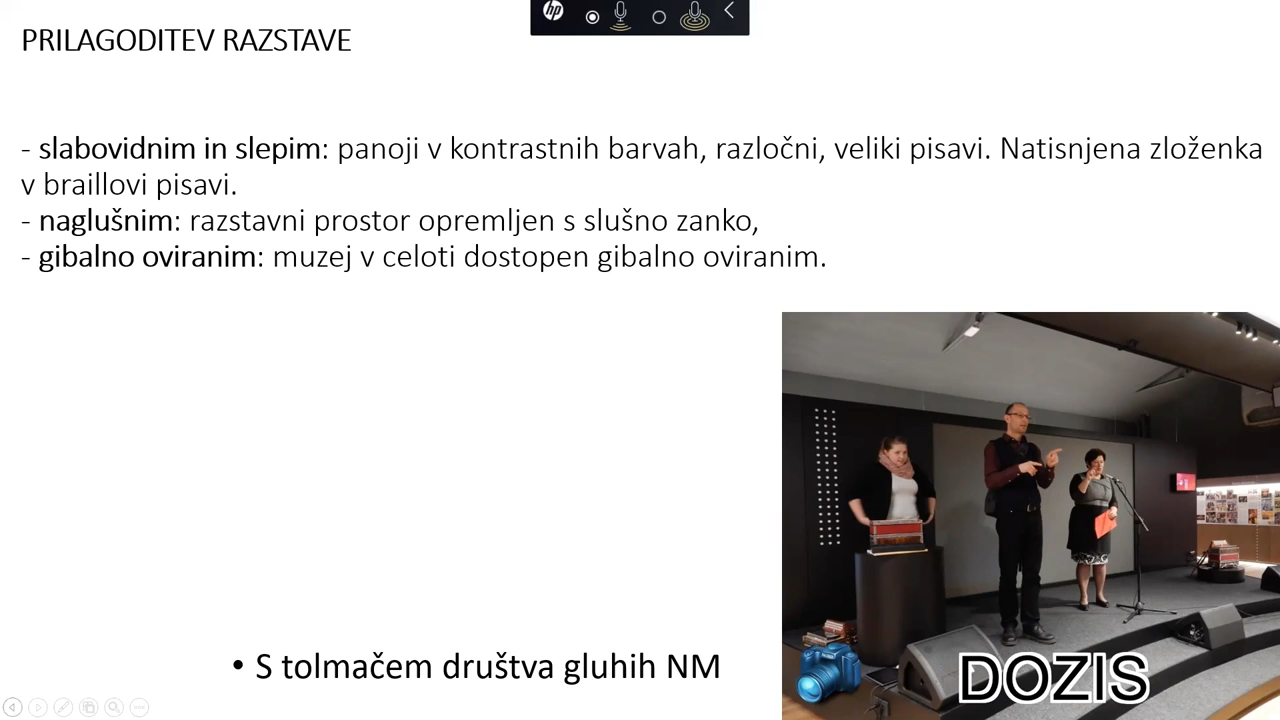 hp
PRILAGODITEV RAZSTAVE
- slabovidnim in slepim: panoji v kontrastnih barvah, razločni, veliki pisavi. Natisnjena zloženka
v braillovi pisavi.
- naglušnim: razstavni prostor opremljen s slušno zanko,
- gibalno oviranim: muzej v celoti dostopen gibalno oviranim.
• S tolmačem društva gluhih NM
DOZIS